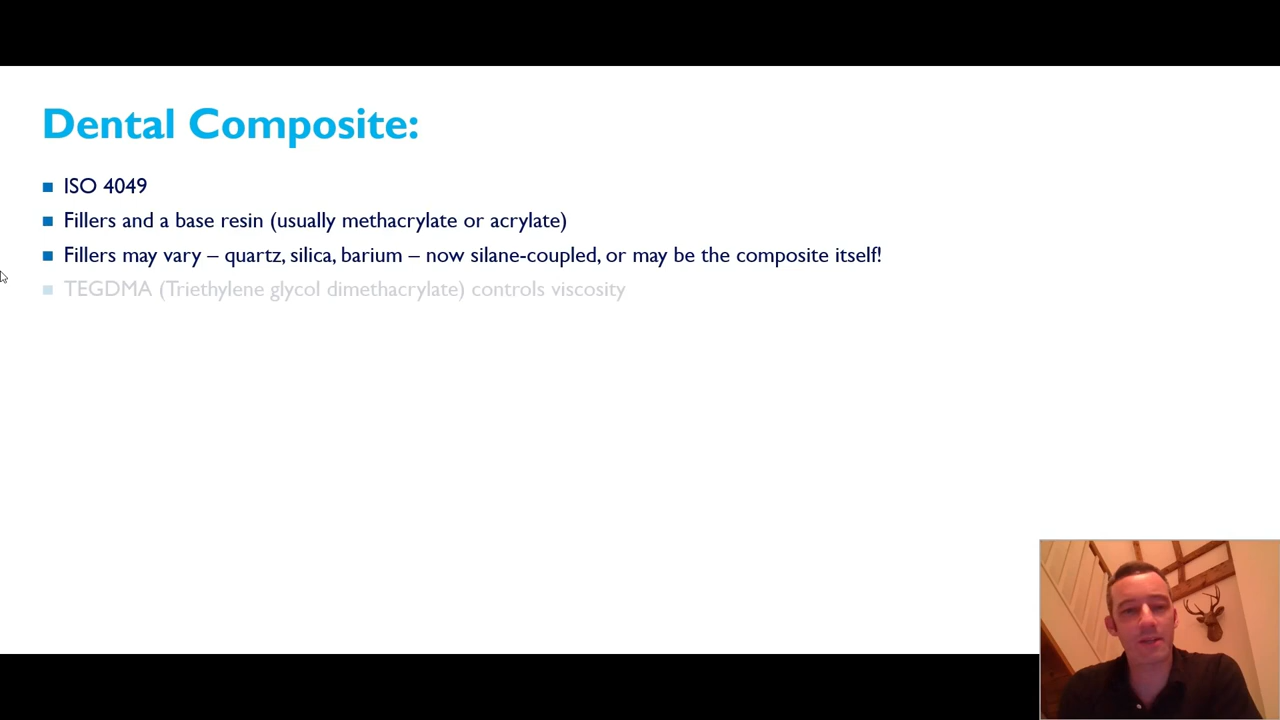 Dental Composite:
ISO 4049
Fillers and a base resin (usually methacrylate or acrylate)
Fillers may vary – quartz, silica, barium – now silane-coupled, or may be the composite itself!
TEGDMA (Triethylene glycol dimethacrylate) controls viscosity